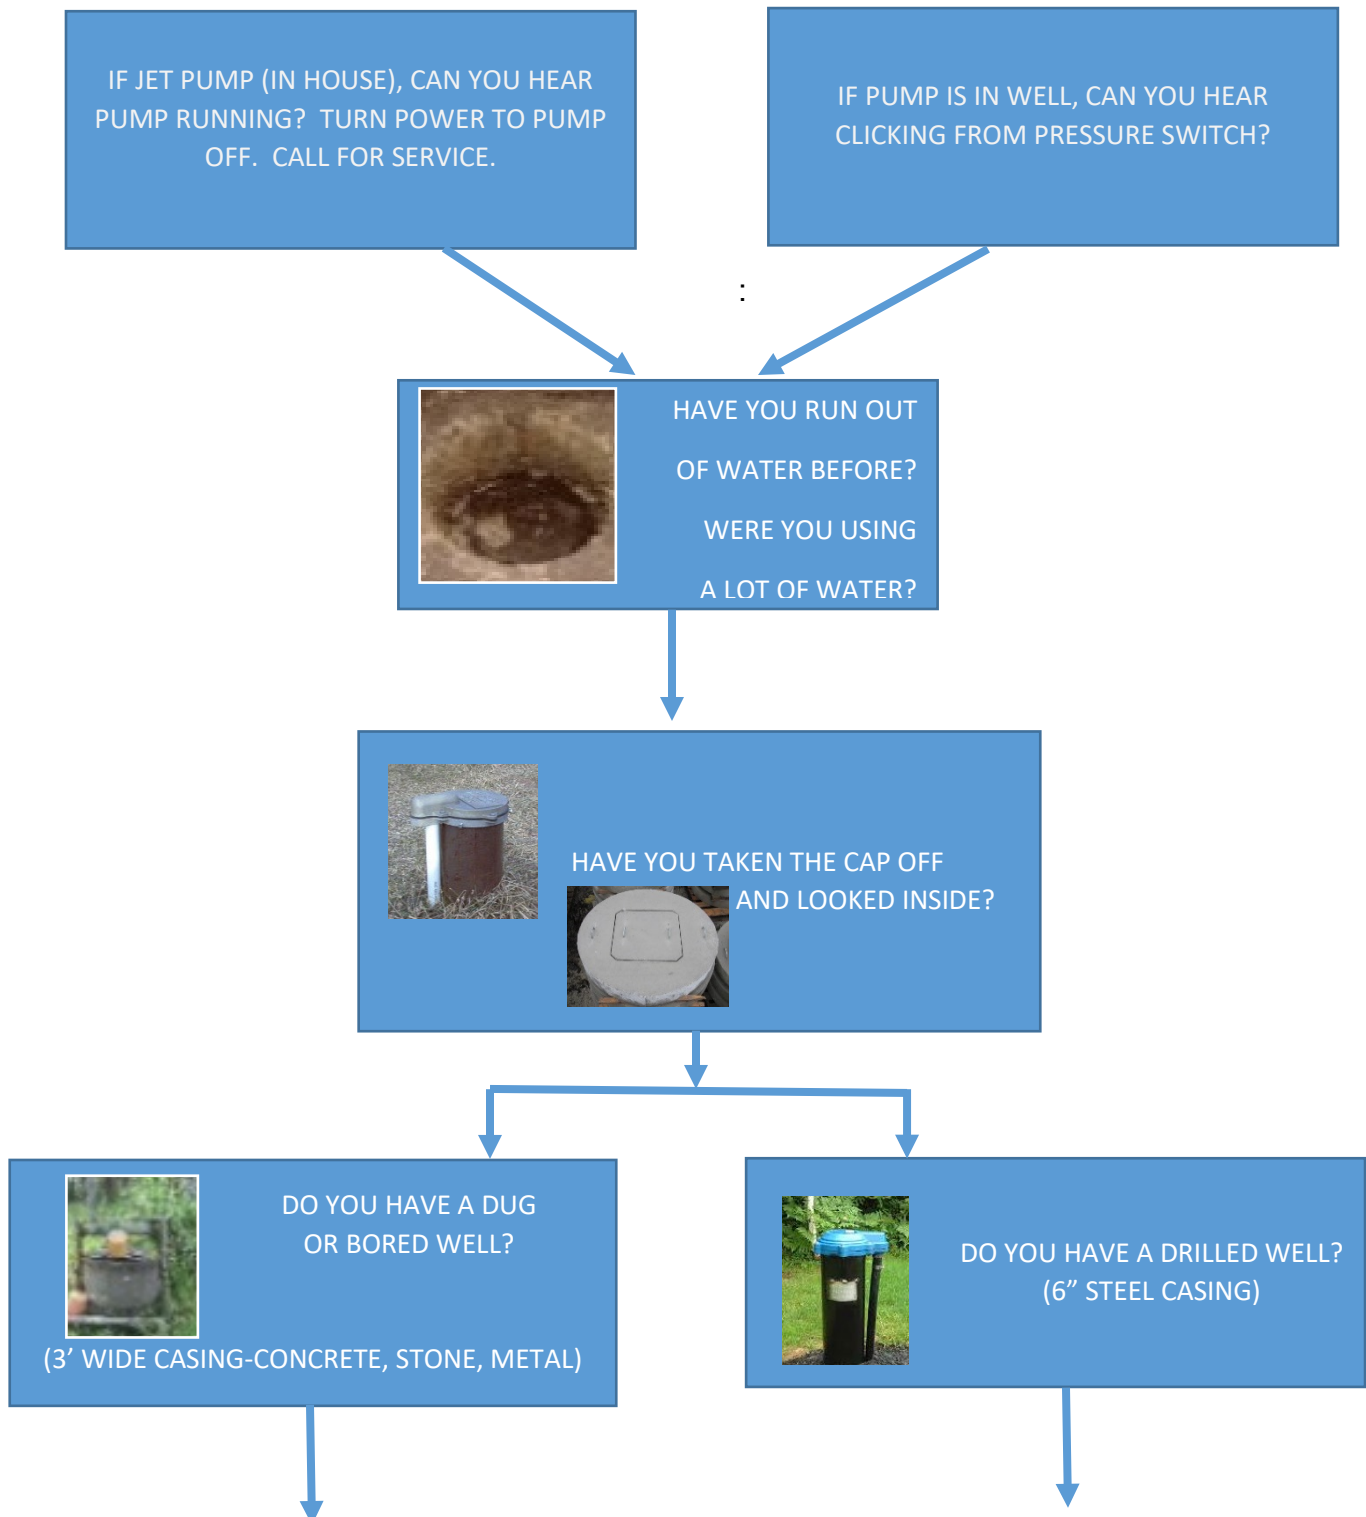 IF JET PUMP (IN HOUSE), CAN YOU HEAR
PUMP RUNNING?  TURN POWER TO PUMP
OFF.  CALL FOR SERVICE.
IF PUMP IS IN WELL, CAN YOU HEAR
CLICKING FROM PRESSURE SWITCH?
:
HAVE YOU RUN OUT
OF WATER BEFORE?
WERE YOU USING
A LOT OF WATER?
HAVE YOU TAKEN THE CAP OFF
AND LOOKED INSIDE?
DO YOU HAVE A DUG
OR BORED WELL?
(3’ WIDE CASING-CONCRETE, STONE, METAL)
DO YOU HAVE A DRILLED WELL?
(6” STEEL CASING)